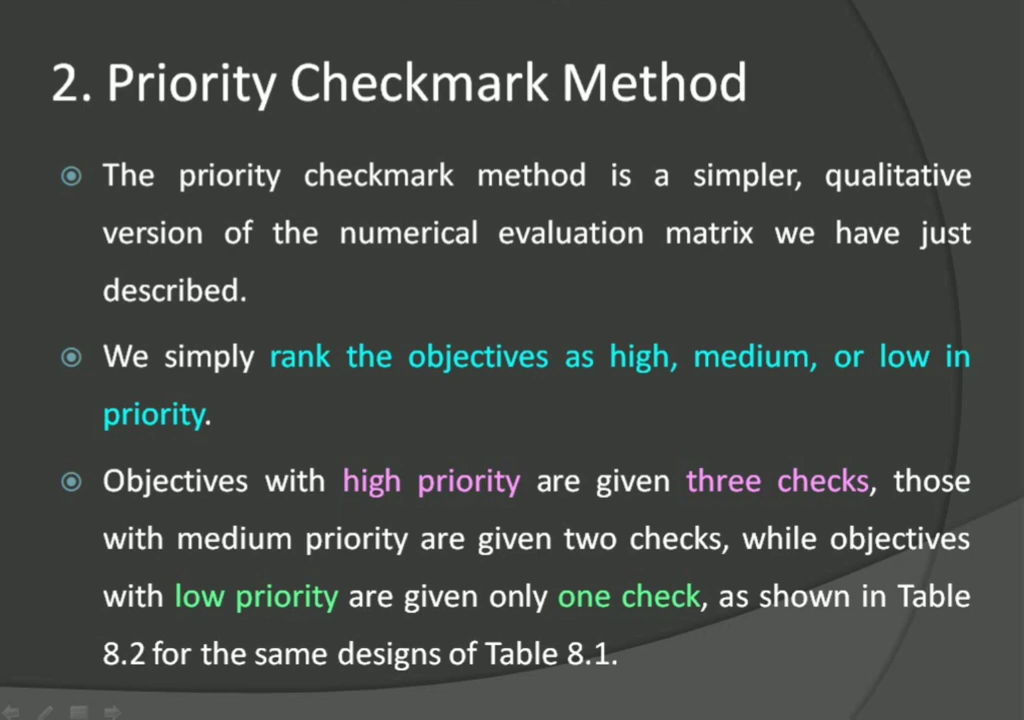 2. Priority Checkmark Method
The priority checkmark method is a simpler, qualitative
version of the numerical evaluation matrix we have just
described.
We simply rank the objectives as high, medium, or low in
priority.
Objectives with high priority are given three checks, those
with medium priority are given two checks, while objectives
with low priority are given only one check, as shown in Table
8.2 for the same designs of Table 8.1.